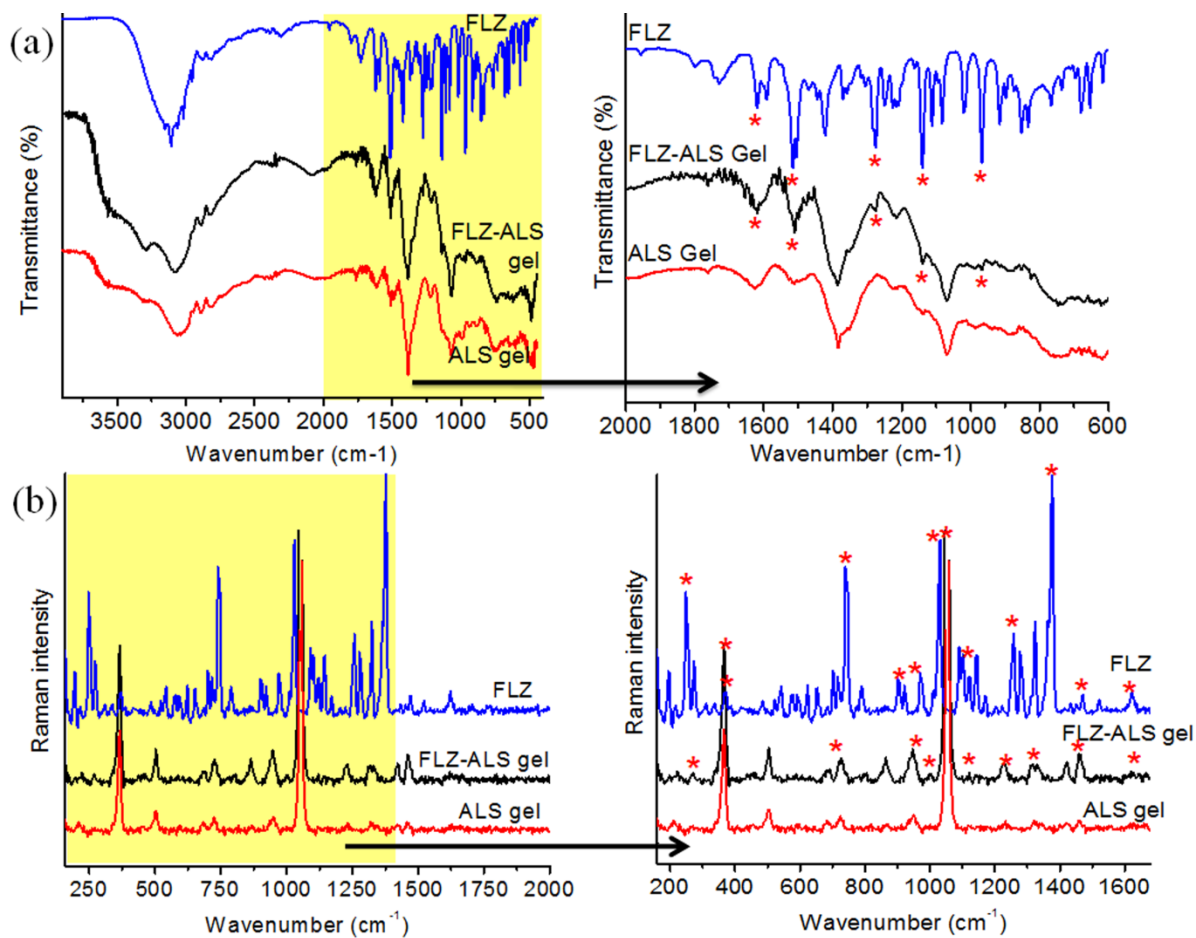 (a)
FLZ
FLZ-ALS
gel
ALS gel
Transmittance (%)
3500 3000 2500 2000 1500 1000 500
Wavenumber (cm-1)
FLZ
*
*
*
*
*
FLZ-ALS Gel
*
*
*
ALS Gel
*
*
Transmittance (%)
2000 1800 1600 1400 1200 1000 800 600
Wavenumber (cm-1)
(b)
FLZ
FLZ-ALS gel
ALS gel
Raman intensity
250 500 750 1000 1250 1500 1750 2000
Wavenumber (cm-1)
* * * * * * * * * * * * * *
FLZ
FLZ-ALS gel
* * * * * * * * *
ALS gel
Raman intensity
200 400 600 800 1000 1200 1400 1600
Wavenumber (cm-1)